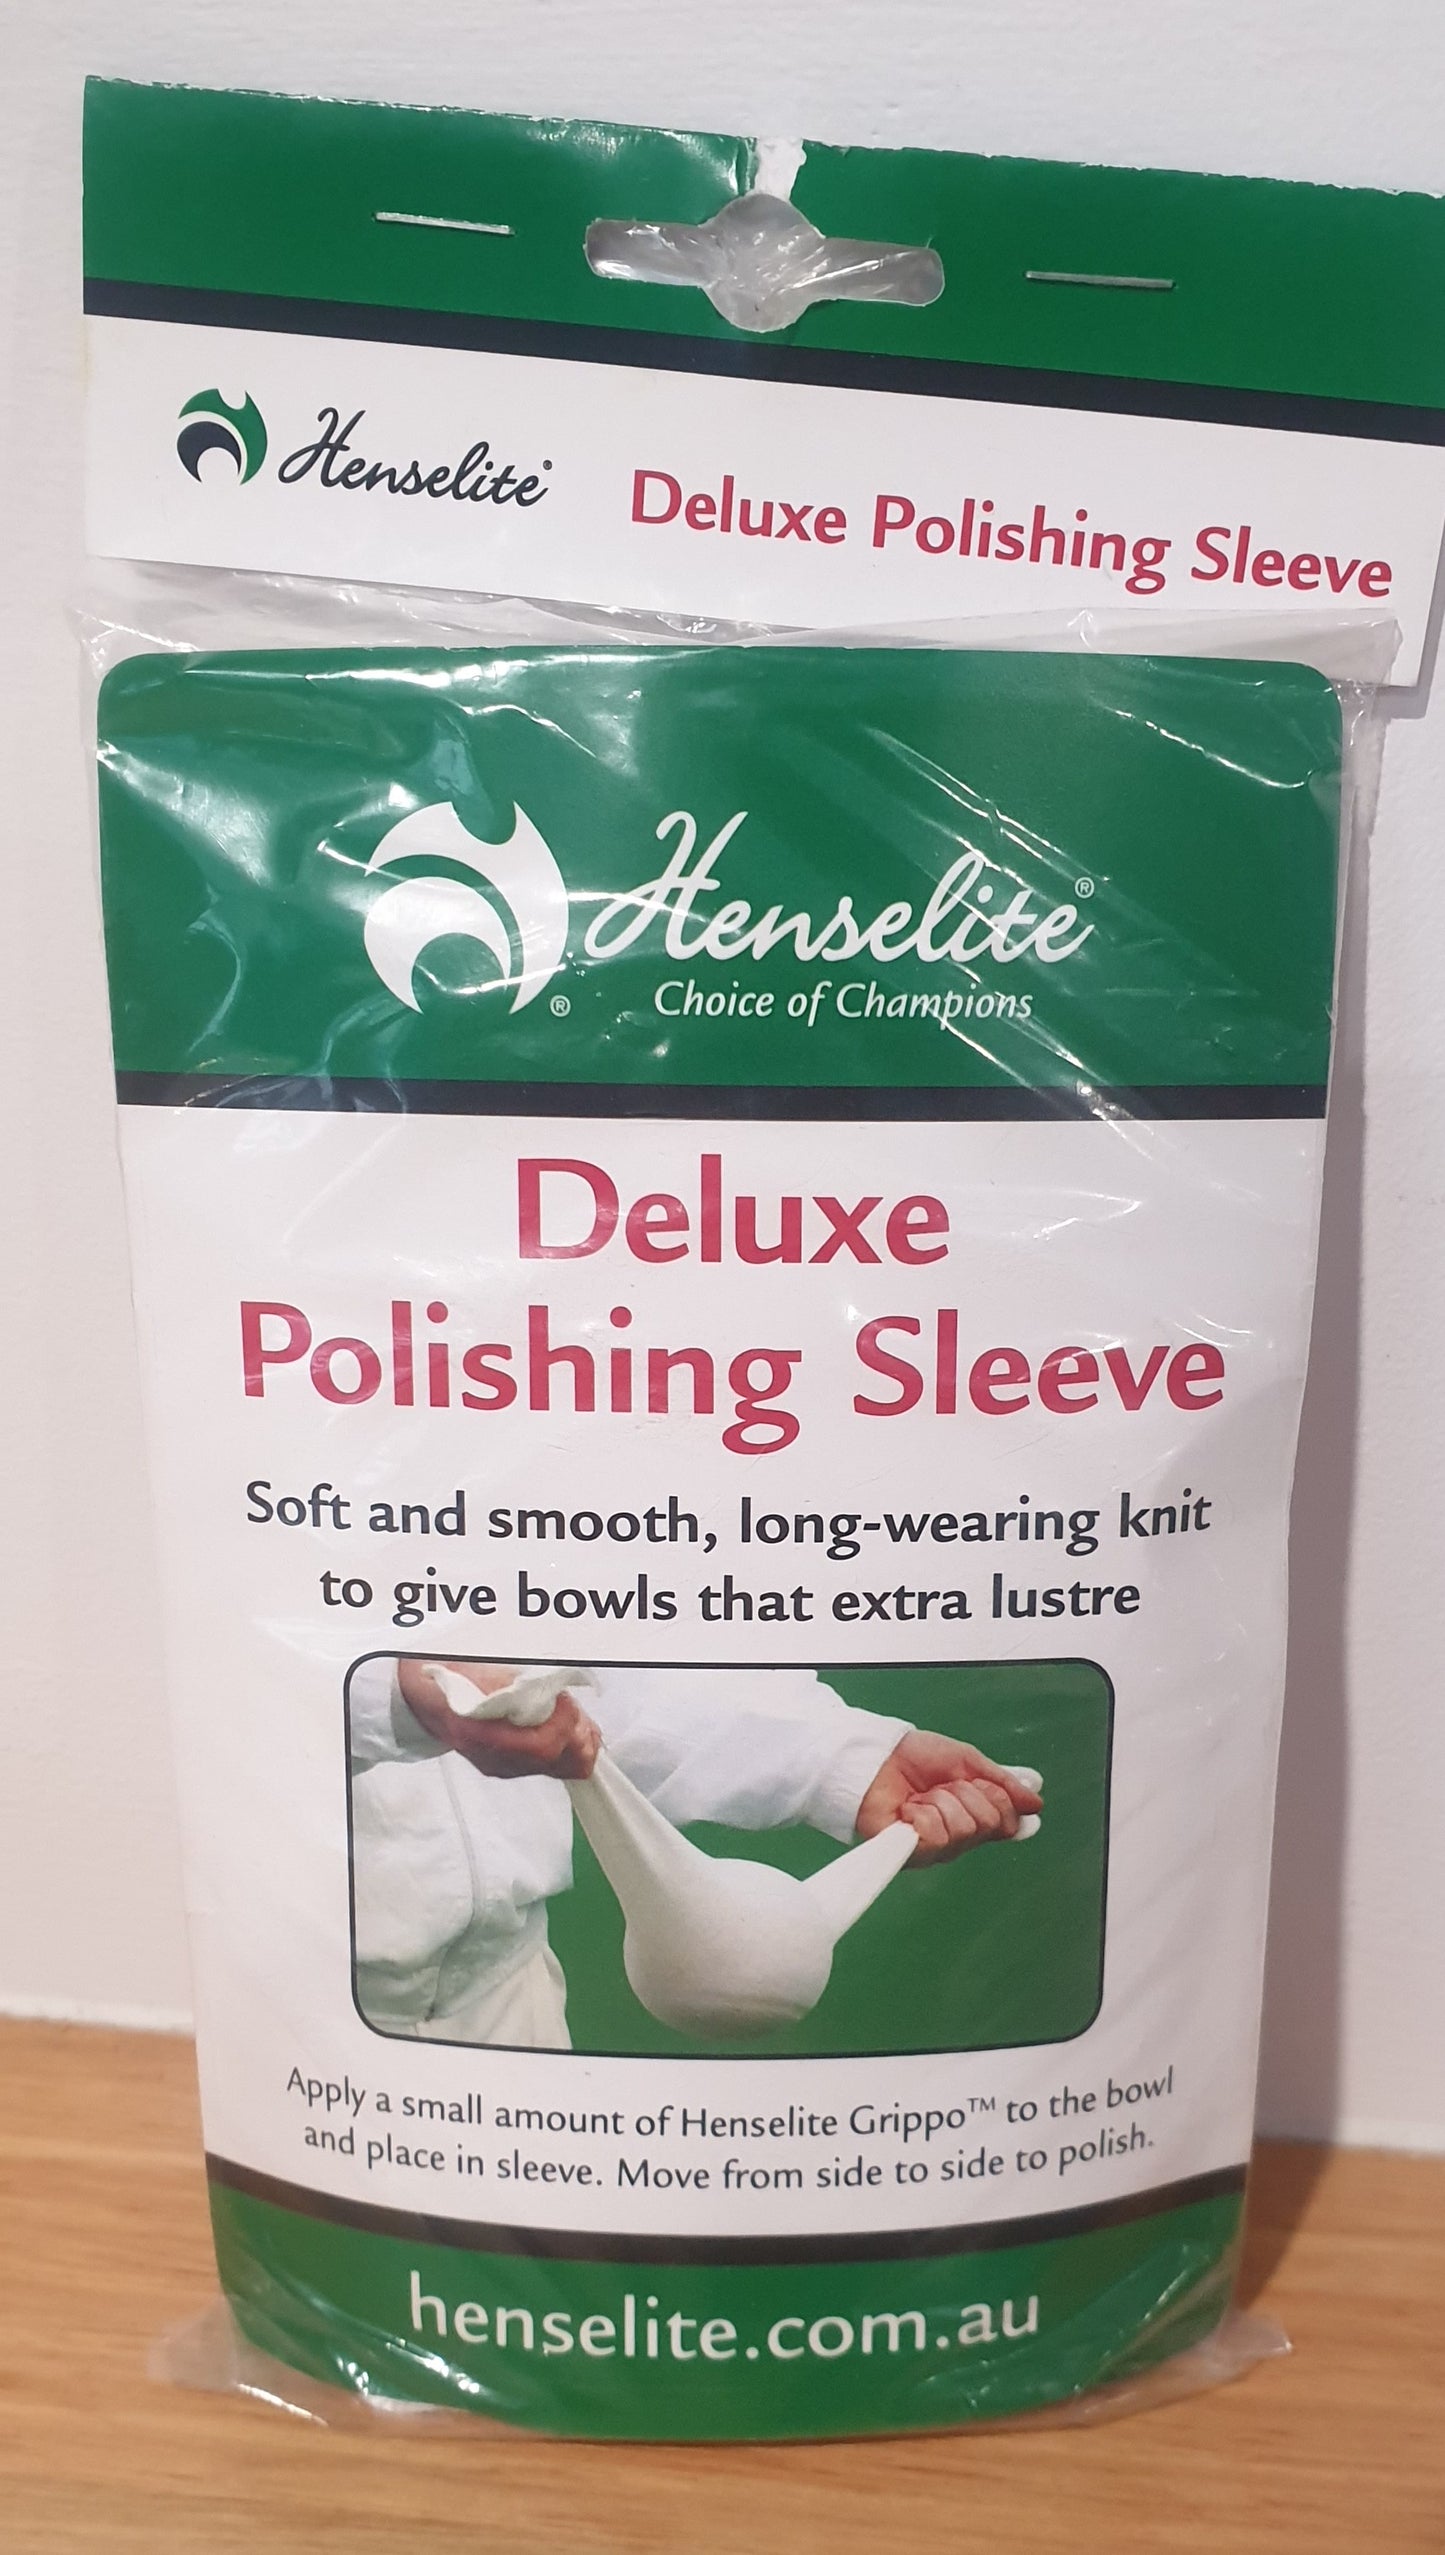 Henselite® Deluxe Polishing Sleeve
Henselite®
®
Choice of Champions
Deluxe
Polishing Sleeve
Soft and smooth, long-wearing knit
to give bowls that extra lustre
Apply a small amount of Henselite Grippo™ to the bowl
and place in sleeve. Move from side to side to polish.
henselite.com.au